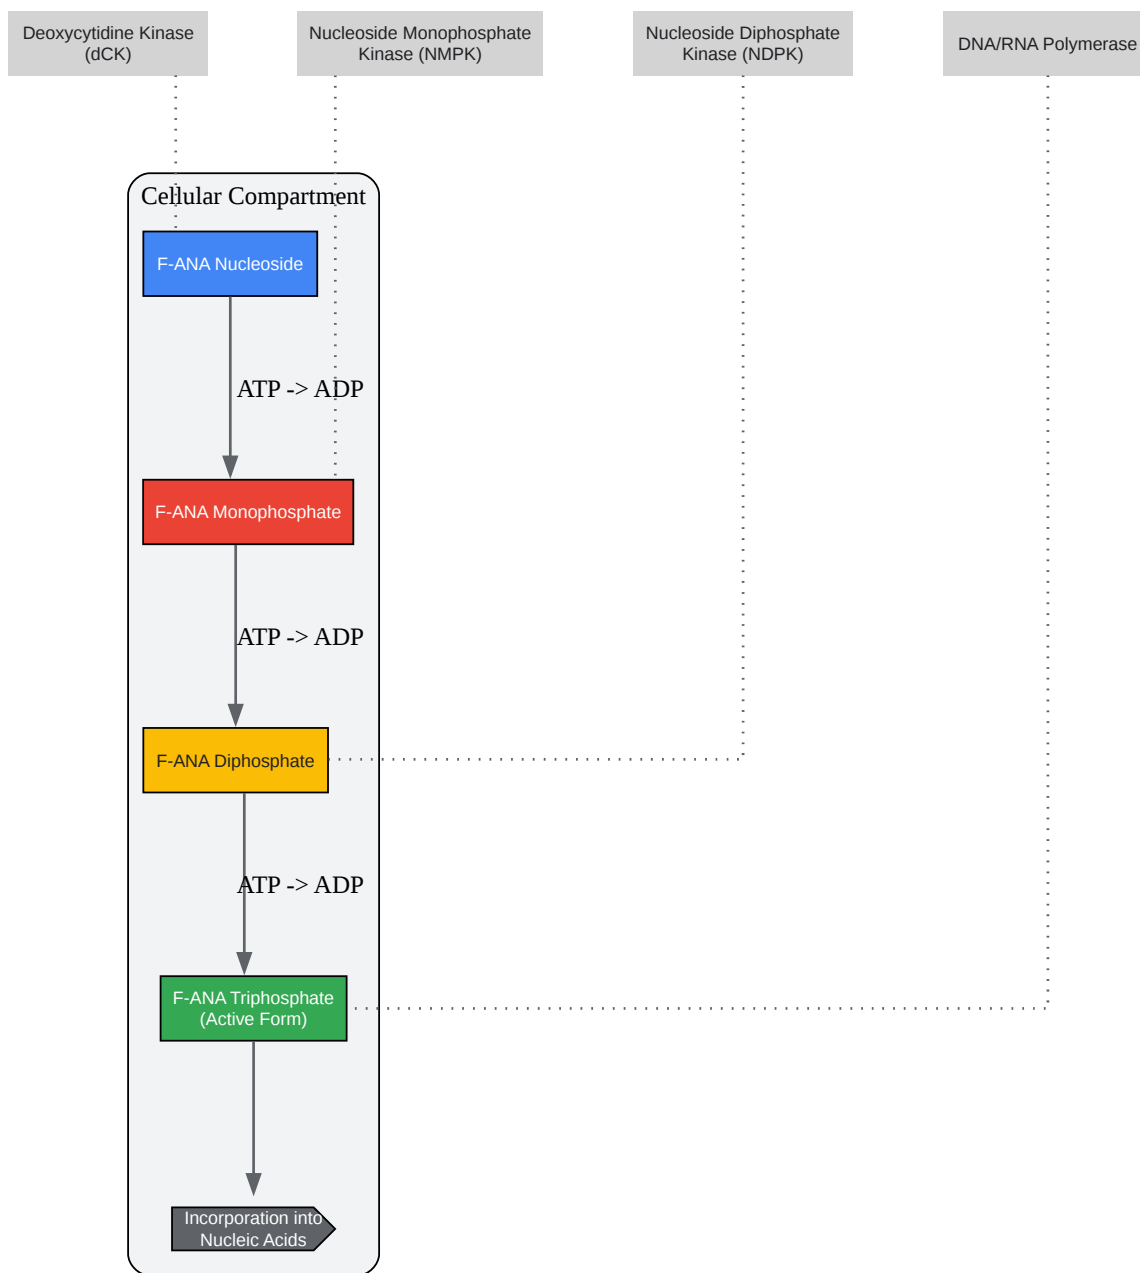 Deoxycytidine Kinase
(dCK)
Nucleoside Monophosphate
Kinase (NMPK)
Nucleoside Diphosphate
Kinase (NDPK)
DNA/RNA Polymerase
Cellular Compartment
F-ANA Nucleoside
ATP -> ADP
F-ANA Monophosphate
ATP -> ADP
F-ANA Diphosphate
ATP -> ADP
F-ANA Triphosphate
(Active Form)
Incorporation into
Nucleic Acids